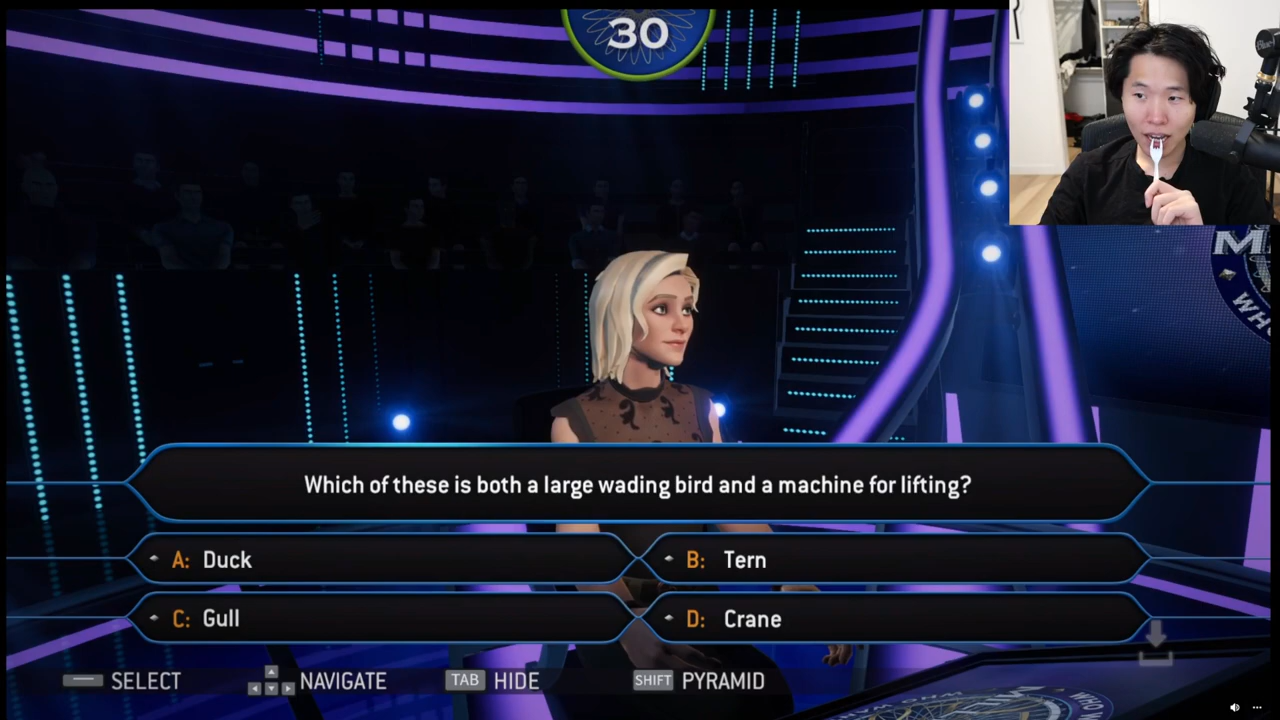 30
Which of these is both a large wading bird and a machine for lifting?
A: Duck
B: Tern
C: Gull
D: Crane
SELECT
NAVIGATE
TAB HIDE
SHIFT PYRAMID